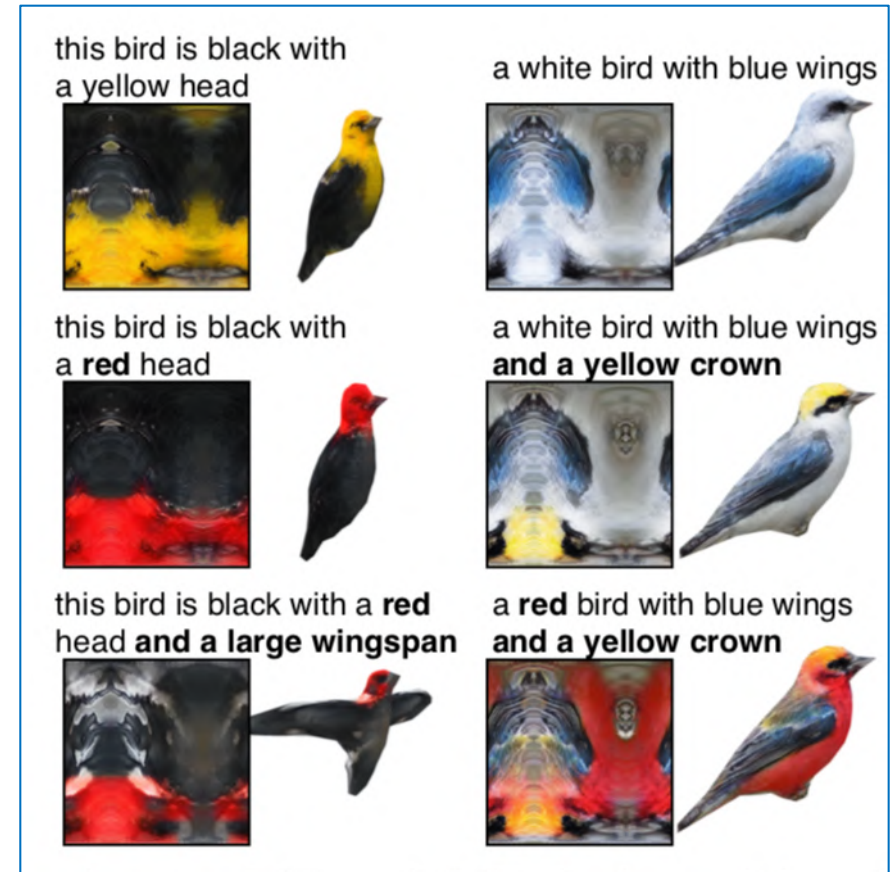 this bird is black with
a yellow head
a white bird with blue wings
this bird is black with
a red head
a white bird with blue wings
and a yellow crown
this bird is black with a red
head and a large wingspan
a red bird with blue wings
and a yellow crown